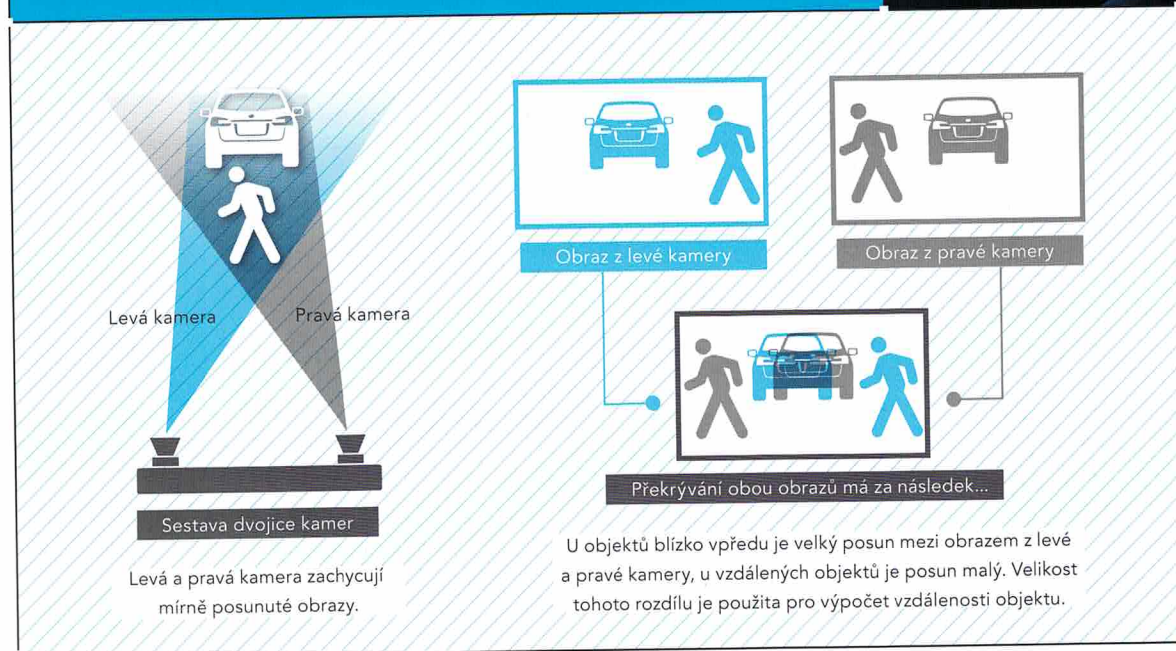 Levá kamera
Pravá kamera
Sestava dvojice kamer
Levá a pravá kamera zachycují
mírně posunuté obrazy.
Obraz z levé kamery
Obraz z pravé kamery
Překrývání obou obrazů má za následek...
U objektů blízko vpředu je velký posun mezi obrazem z levé
a pravé kamery, u vzdálených objektů je posun malý. Velikost
tohoto rozdílu je použita pro výpočet vzdálenosti objektu.